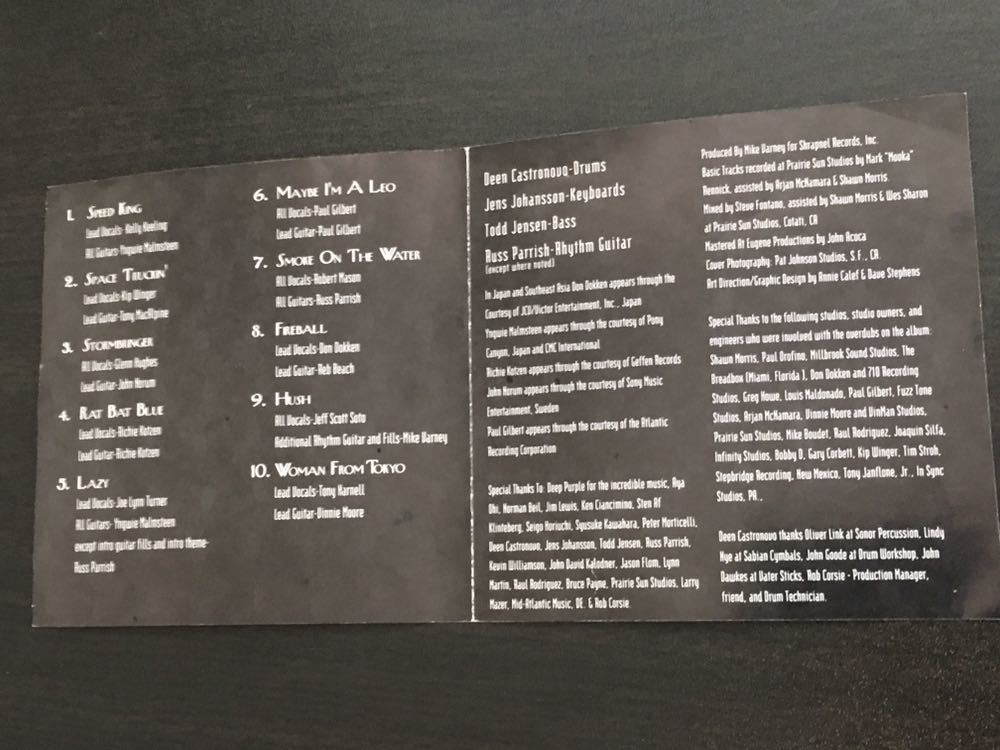 1. Speed King
Lead Vocals-Kelly Keeling
All Guitars-Yngwie Malmsteen
2. Space Truckin'
Lead Vocals-Kip Winger
Lead Guitar-Tony MacAlpine
3. Stormbringer
All Vocals-Glenn Hughes
Lead Guitar-John Norum
4. Rat Bat Blue
Lead Vocals-Richie Kotzen
Lead Guitar-Richie Kotzen
5. Lazy
Lead Vocals-Joe Lynn Turner
All Guitars- Yngwie Malmsteen
except intro guitar fills and intro theme-
Russ Parrish
6. Maybe I'm A Leo
All Vocals-Paul Gilbert
Lead Guitar-Paul Gilbert
7. Smoke On The Water
All Vocals-Robert Mason
All Guitars-Russ Parrish
8. Fireball
Lead Vocals-Don Dokken
Lead Guitar-Reb Beach
9. Hush
All Vocals-Jeff Scott Soto
Additional Rhythm Guitar and Fills-Mike Varney
10. Woman From Tokyo
Lead Vocals-Tony Harnell
Lead Guitar-Vinnie Moore
Deen Castronovo-Drums
Jens Johansson-Keyboards
Todd Jensen-Bass
Russ Parrish-Rhythm Guitar
(except where noted)
In Japan and Southeast Asia Don Dokken appears through the
Courtesy of JCD/Victor Entertainment, Inc., Japan
Yngwie Malmsteen appears through the courtesy of Pony
Canyon, Japan and CMC International
Richie Kotzen appears through the courtesy of Geffen Records
John Norum appears through the courtesy of Sony Music
Entertainment, Sweden
Paul Gilbert appears through the courtesy of the Atlantic
Recording Corporation
Special Thanks To: Deep Purple for the incredible music, Aya
Ohi, Norman Beil, Jim Lewis, Ken Ciancimino, Sten Af
Klinteberg, Seigo Horiuchi, Syusuke Kawahara, Peter Morticelli,
Deen Castronovo, Jens Johansson, Todd Jensen, Russ Parrish,
Kevin Williamson, John David Kalodner, Jason Flom, Lynn
Martin, Raul Rodriguez, Bruce Payne, Prairie Sun Studios, Larry
Mazer, Mid-Atlantic Music, DE. & Rob Corsie.
Produced By Mike Varney for Shrapnel Records, Inc.
Basic Tracks recorded at Prairie Sun Studios by Mark "Mooka"
Rennick, assisted by Arjan McNamara & Shawn Morris.
Mixed by Steve Fontano, assisted by Shawn Morris & Wes Sharon
at Prairie Sun Studios, Cotati, CA
Mastered At Eugene Productions by John Acoca
Cover Photography: Pat Johnson Studios, S.F., CA.
Art Direction/Graphic Design by Annie Calef & Dave Stephens
Special Thanks to the following studios, studio owners, and
engineers who were involved with the overdubs on the album:
Shawn Morris, Paul Orofino, Millbrook Sound Studios, The
Breadbox (Miami, Florida ), Don Dokken and 710 Recording
Studios, Greg Howe, Louis Maldonado, Paul Gilbert, Fuzz Tone
Studios, Arjan McNamara, Vinnie Moore and VinMan Studios,
Prairie Sun Studios, Mike Boudet, Raul Rodriguez, Joaquin Silfa,
Infinity Studios, Bobby D, Gary Corbett, Kip Winger, Tim Stroh,
Stepbridge Recording, New Mexico, Tony Janflone, Jr., In Sync
Studios, PA.,
Deen Castronovo thanks Oliver Link at Sonor Percussion, Lindy
Nye at Sabian Cymbals, John Goode at Drum Workshop, John
Dawkes at Vater Sticks, Rob Corsie - Production Manager,
friend, and Drum Technician.